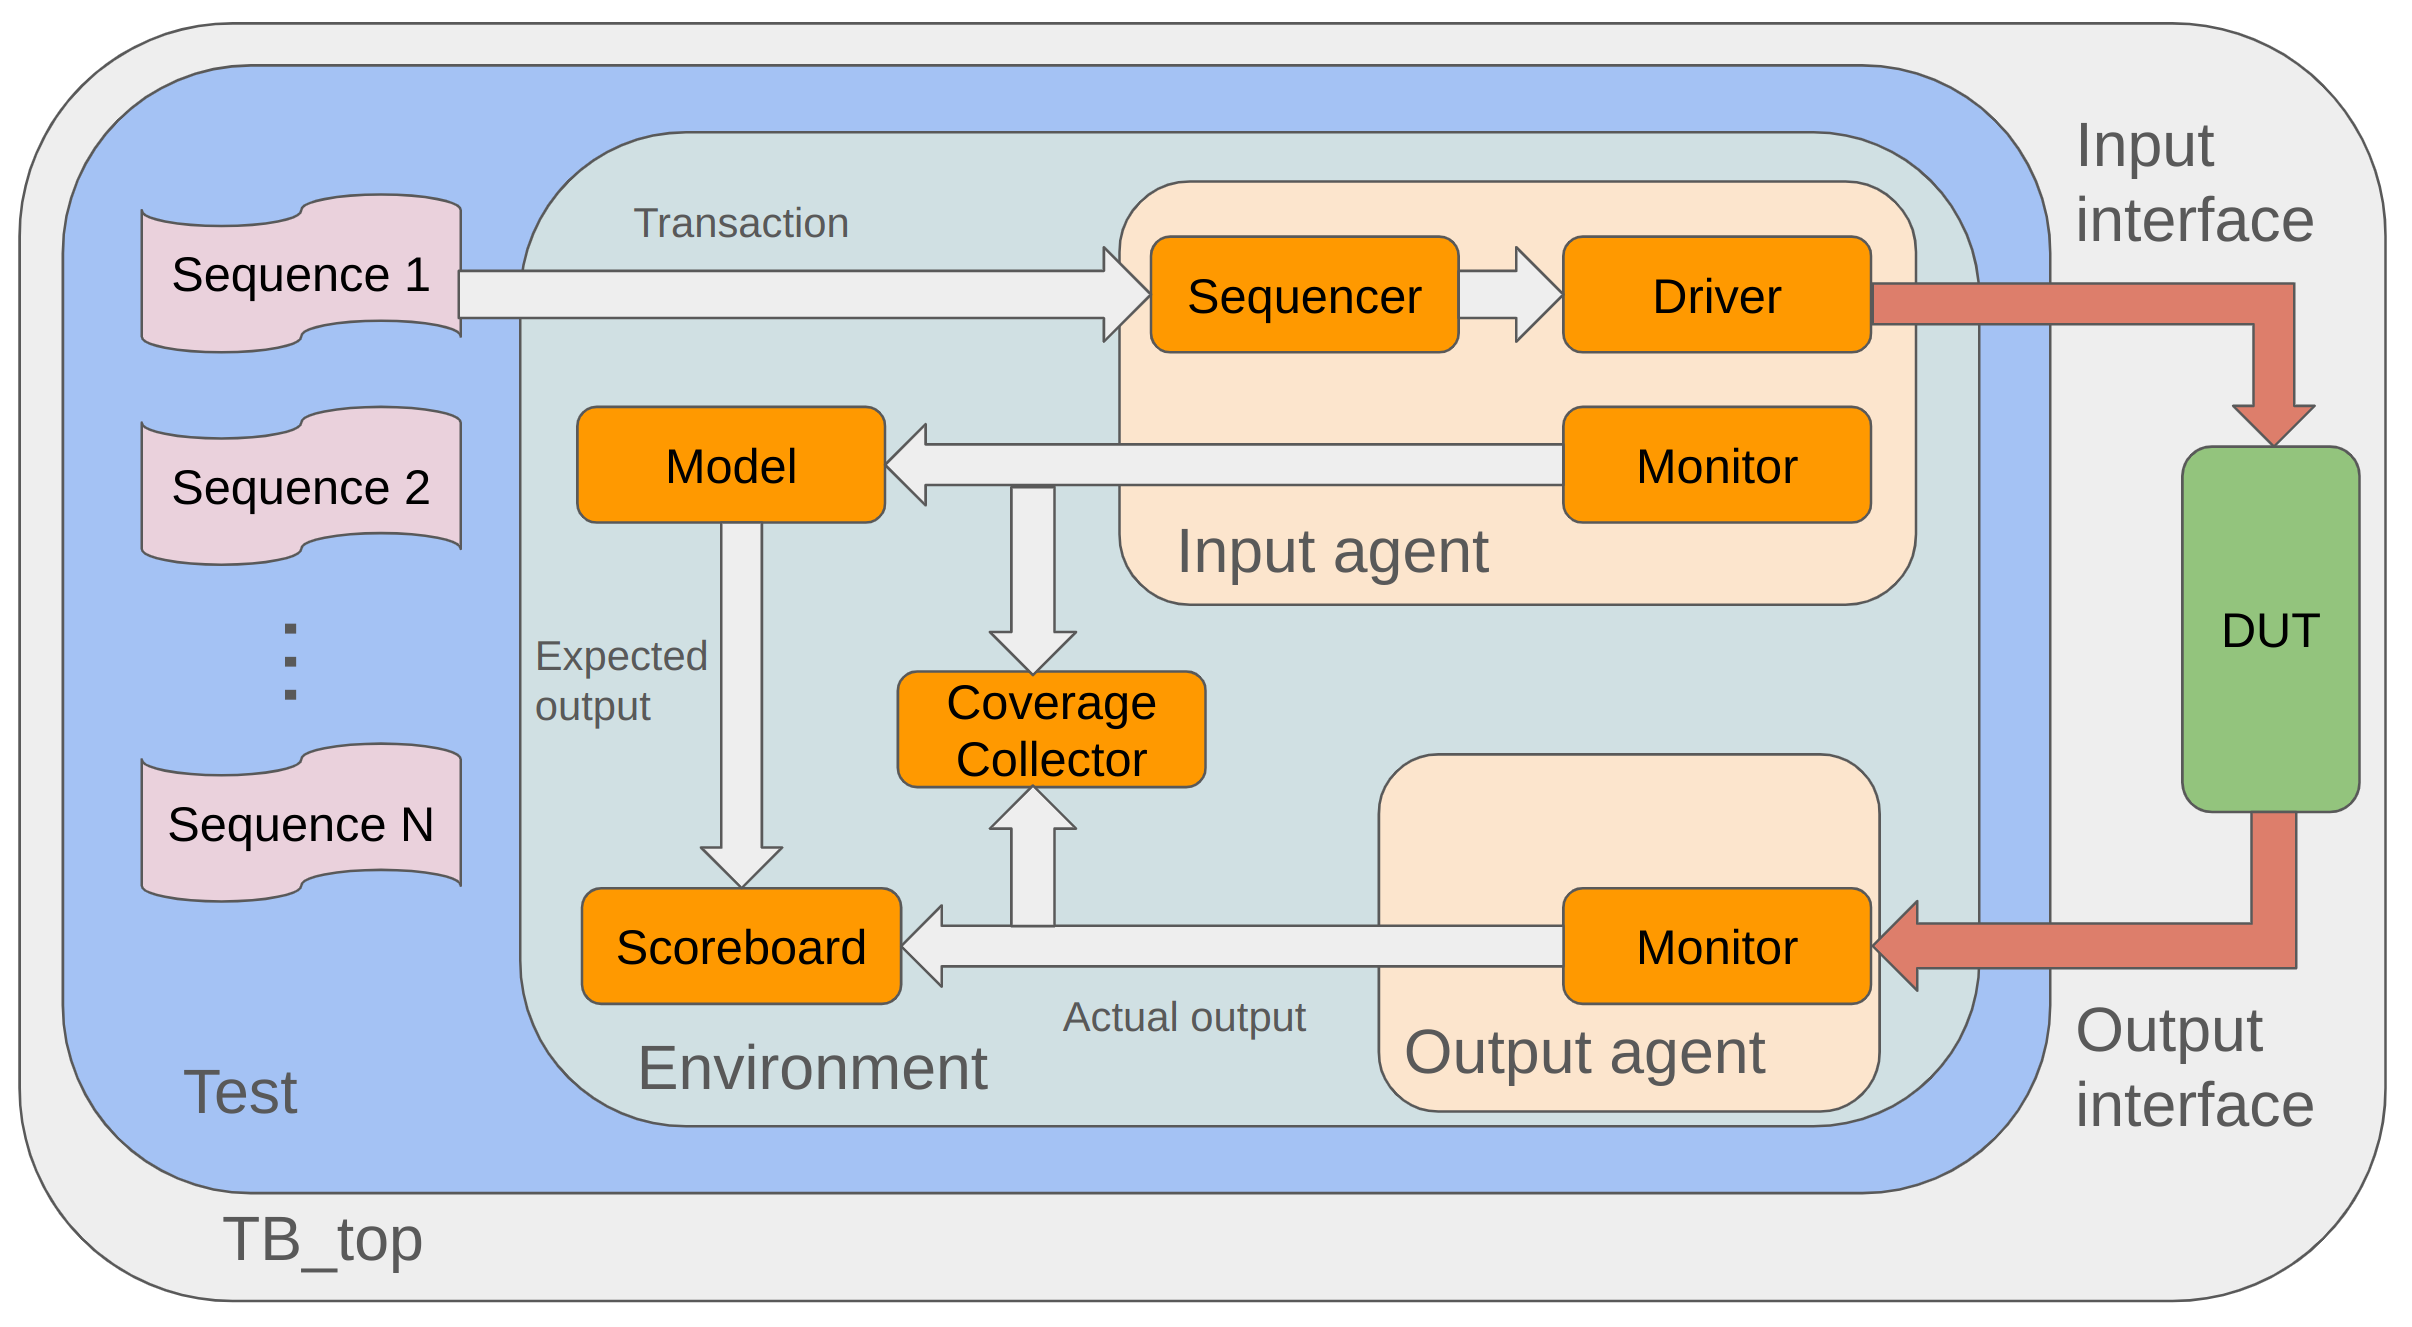 Input
interface
Transaction
Sequence 1
Sequencer
Driver
Sequence 2
Model
Monitor
Input agent
Expected
output
DUT
Coverage
Collector
Sequence N
Scoreboard
Monitor
Actual output
Output agent
Environment
Output
interface
Test
TB_top